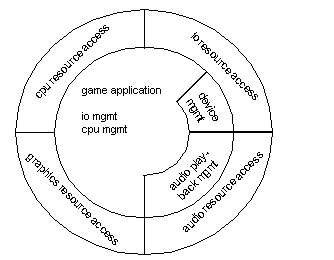 cpu resource access
io resource access
game application
io mgmt
cpu mgmt
device
mgmt
audio play-
back mgmt
graphics resource access
audio resource access